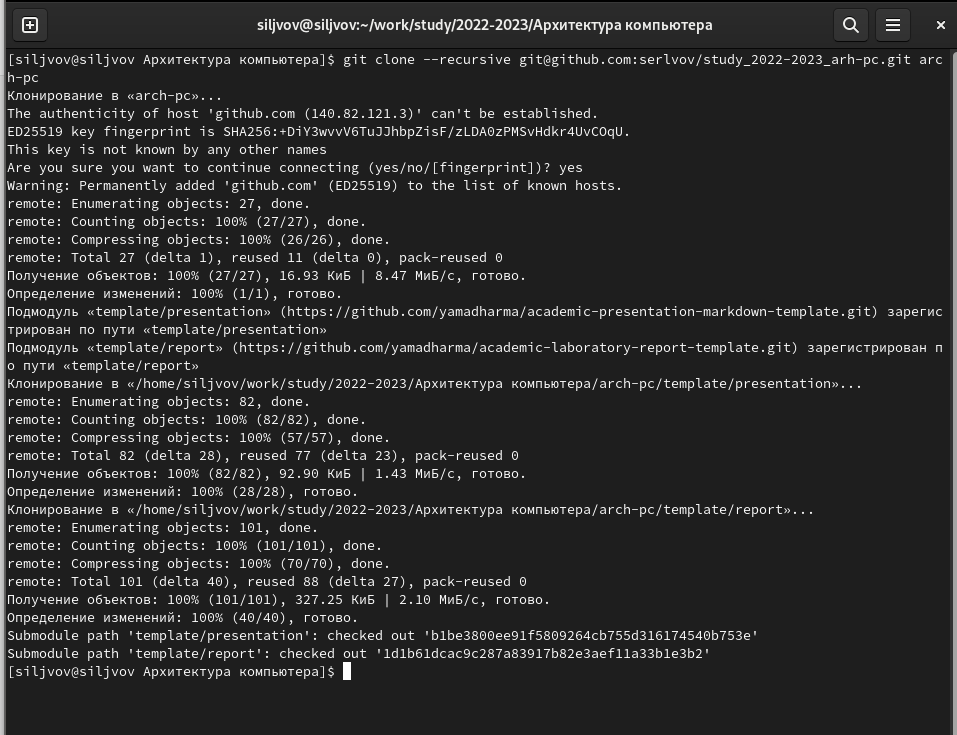 siljvov@siljvov:~/work/study/2022-2023/Архитектура компьютера
[siljvov@siljvov Архитектура компьютера]$ git clone --recursive git@github.com:serlvov/study_2022-2023_arh-pc.git arc
h-pc
Клонирование в «arch-pc»...
The authenticity of host 'github.com (140.82.121.3)' can't be established.
ED25519 key fingerprint is SHA256:+DiY3wvvV6TuJJhbpZisF/zLDA0zPMSvHdkr4UvCOqU.
This key is not known by any other names
Are you sure you want to continue connecting (yes/no/[fingerprint])? yes
Warning: Permanently added 'github.com' (ED25519) to the list of known hosts.
remote: Enumerating objects: 27, done.
remote: Counting objects: 100% (27/27), done.
remote: Compressing objects: 100% (26/26), done.
remote: Total 27 (delta 1), reused 11 (delta 0), pack-reused 0
Получение объектов: 100% (27/27), 16.93 КиБ | 8.47 МиБ/с, готово.
Определение изменений: 100% (1/1), готово.
Подмодуль «template/presentation» (https://github.com/yamadharma/academic-presentation-markdown-template.git) зарегис
трирован по пути «template/presentation»
Подмодуль «template/report» (https://github.com/yamadharma/academic-laboratory-report-template.git) зарегистрирован п
о пути «template/report»
Клонирование в «/home/siljvov/work/study/2022-2023/Архитектура компьютера/arch-pc/template/presentation»...
remote: Enumerating objects: 82, done.
remote: Counting objects: 100% (82/82), done.
remote: Compressing objects: 100% (57/57), done.
remote: Total 82 (delta 28), reused 77 (delta 23), pack-reused 0
Получение объектов: 100% (82/82), 92.90 КиБ | 1.43 МиБ/с, готово.
Определение изменений: 100% (28/28), готово.
Клонирование в «/home/siljvov/work/study/2022-2023/Архитектура компьютера/arch-pc/template/report»...
remote: Enumerating objects: 101, done.
remote: Counting objects: 100% (101/101), done.
remote: Compressing objects: 100% (70/70), done.
remote: Total 101 (delta 40), reused 88 (delta 27), pack-reused 0
Получение объектов: 100% (101/101), 327.25 КиБ | 2.10 МиБ/с, готово.
Определение изменений: 100% (40/40), готово.
Submodule path 'template/presentation': checked out 'b1be3800ee91f5809264cb755d316174540b753e'
Submodule path 'template/report': checked out '1d1b61dcac9c287a83917b82e3aef11a33b1e3b2'
[siljvov@siljvov Архитектура компьютера]$